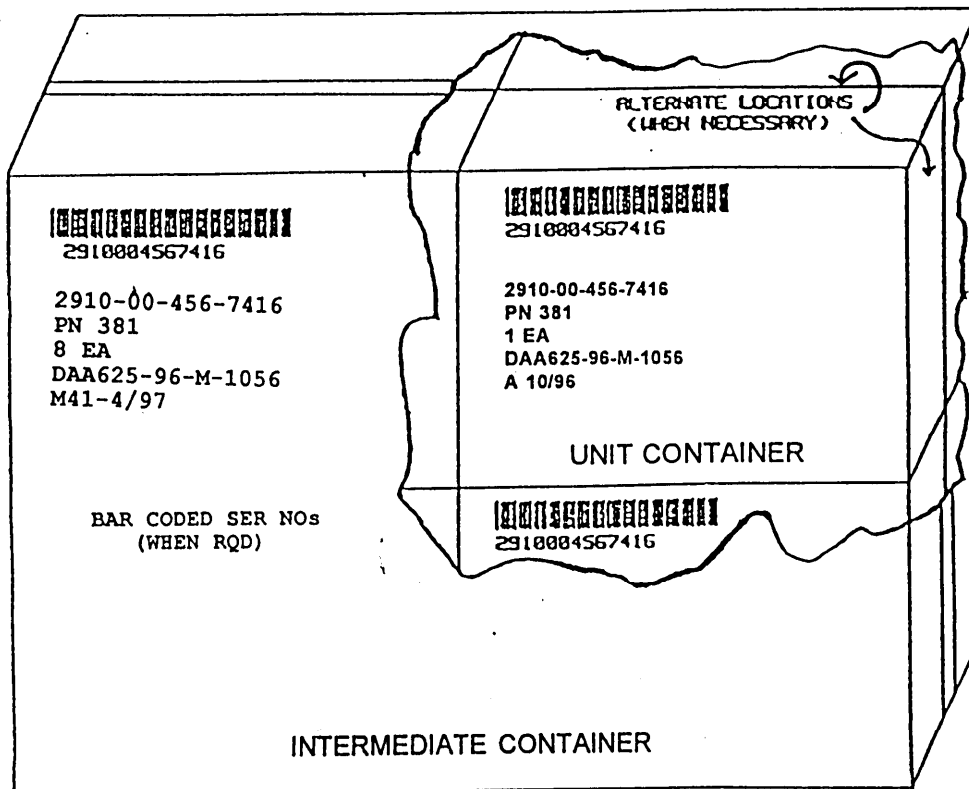 ALTERNATE LOCATIONS
(WHEN NECESSARY)
2910004567416
2910-00-456-7416
PN 381
8 EA
DAA625-96-M-1056
M41-4/97
BAR CODED SER NOs
(WHEN RQD)
2910004567416
2910-00-456-7416
PN 381
1 EA
DAA625-96-M-1056
A 10/96
UNIT CONTAINER
2910004567416
INTERMEDIATE CONTAINER